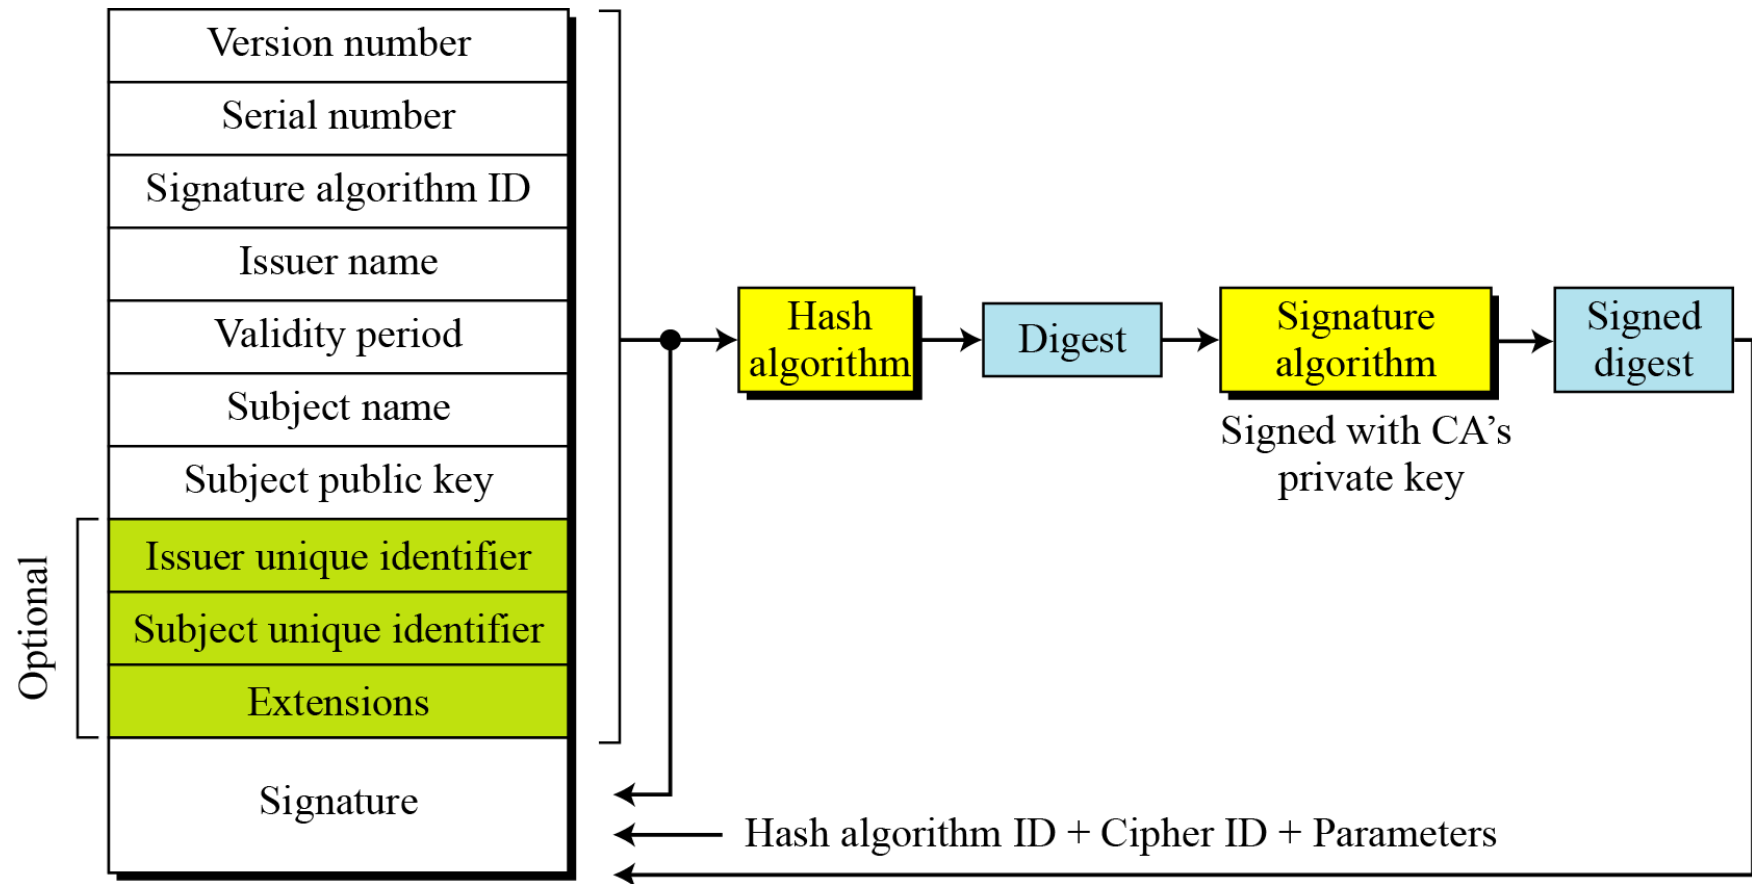 Version number
Serial number
Signature algorithm ID
Issuer name
Validity period
Subject name
Subject public key
Optional
Issuer unique identifier
Subject unique identifier
Extensions
Signature
Hash
algorithm
Digest
Signature
algorithm
Signed with CA’s
private key
Signed
digest
Hash algorithm ID + Cipher ID + Parameters